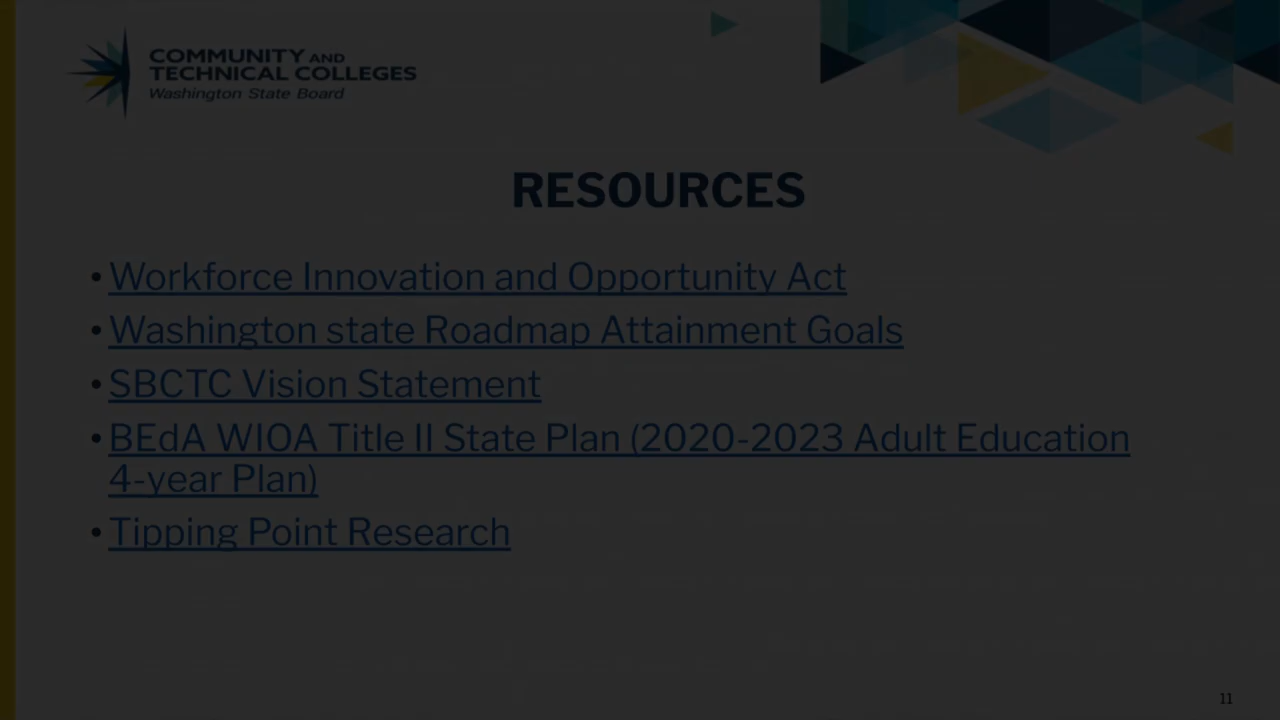 COMMUNITY AND
TECHNICAL COLLEGES
Washington State Board
RESOURCES
• Workforce Innovation and Opportunity Act
• Washington state Roadmap Attainment Goals
• SBCTC Vision Statement
• BEdA WIOA Title II State Plan (2020-2023 Adult Education
4-year Plan)
• Tipping Point Research
11